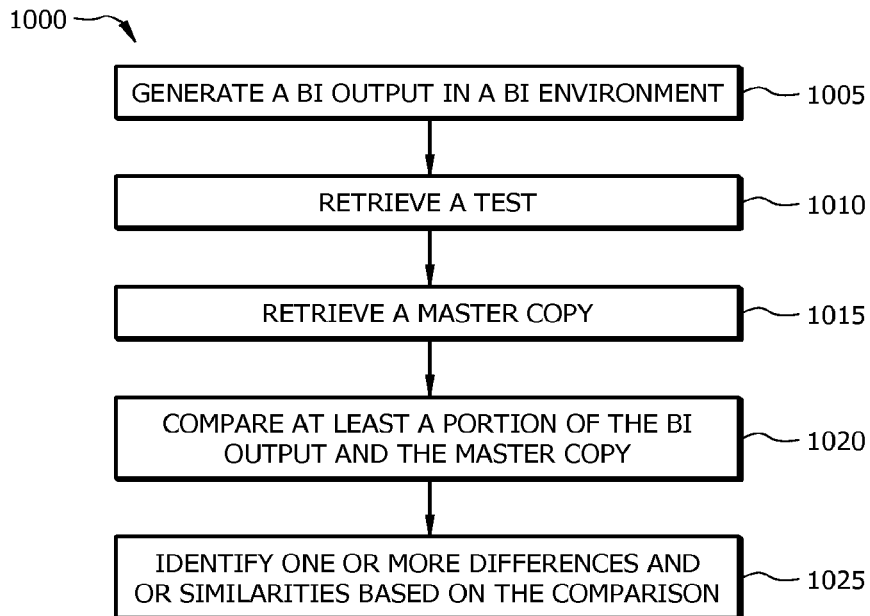 1000
GENERATE A BI OUTPUT IN A BI ENVIRONMENT
1005
RETRIEVE A TEST
1010
RETRIEVE A MASTER COPY
1015
COMPARE AT LEAST A PORTION OF THE BI
OUTPUT AND THE MASTER COPY
1020
IDENTIFY ONE OR MORE DIFFERENCES AND
OR SIMILARITIES BASED ON THE COMPARISON
1025